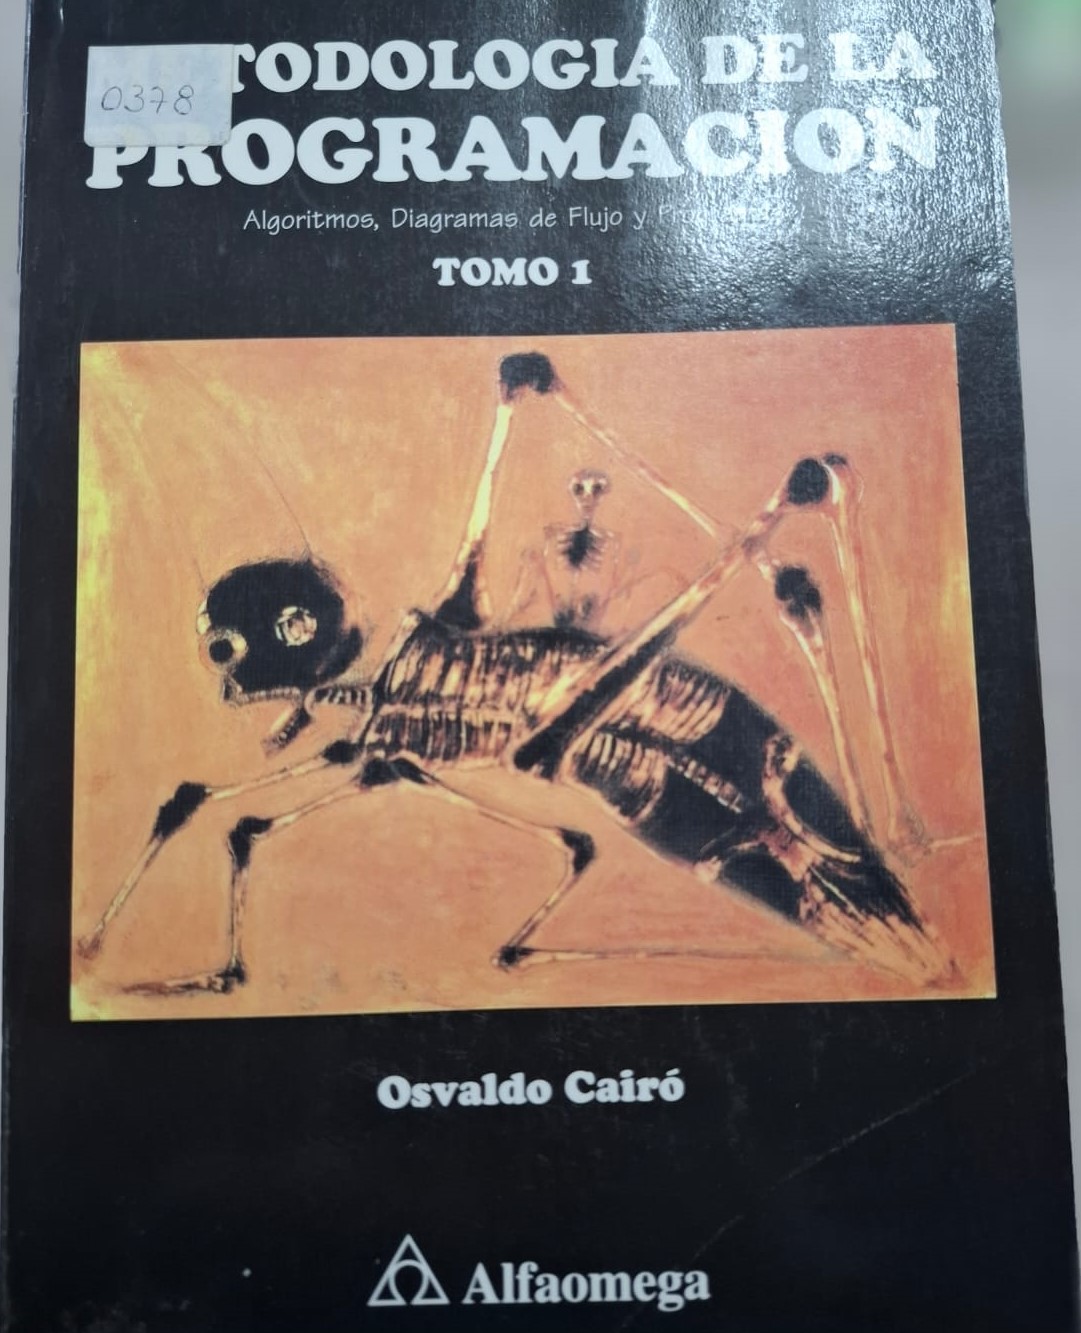 TODOLOGIA DE LA
0378
PROGRAMACION
Algoritmos, Diagramas de Flujo y
TOMO 1
Osvaldo Cairó
Alfaomega